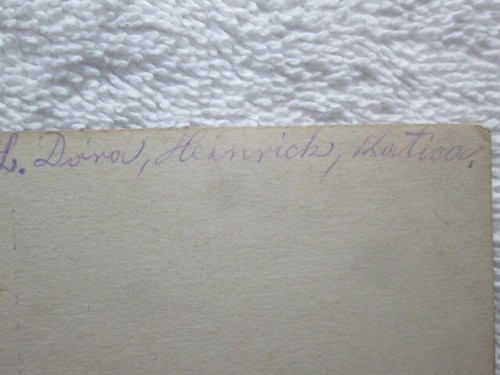 L. Dóra, Heinrich, Katica.